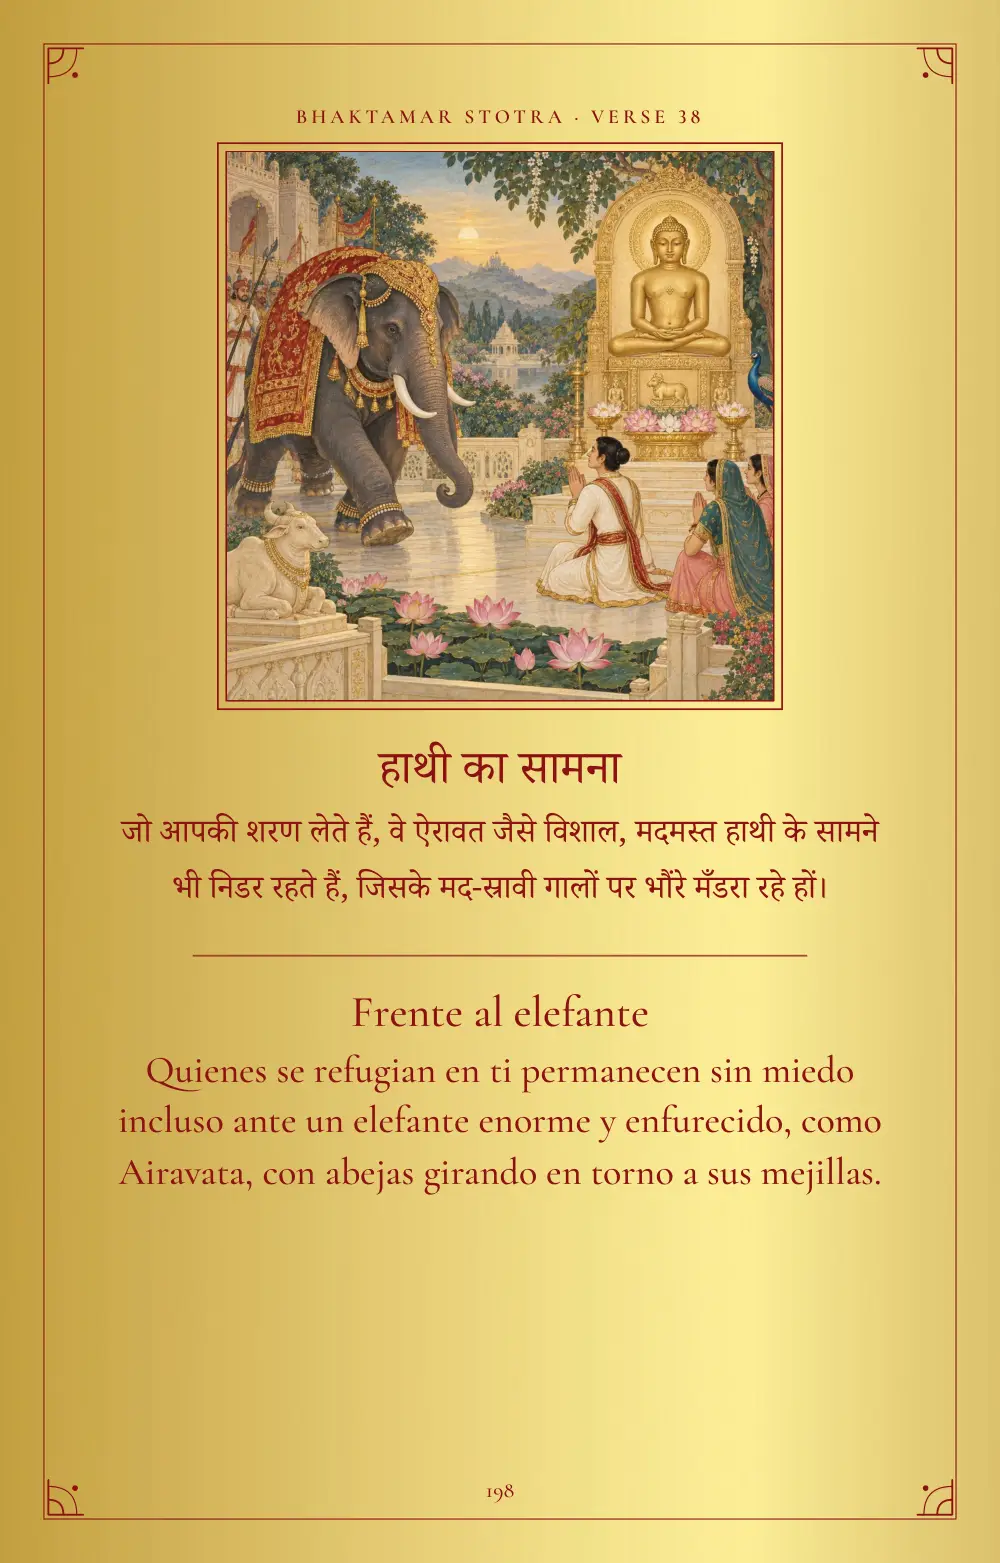 BHAKTAMAR STOTRA · VERSE 38
हाथी का सामना
जो आपकी शरण लेते हैं, वे ऐरावत जैसे विशाल, मदमस्त हाथी के सामने
भी निडर रहते हैं, जिसके मद-स्रावी गालों पर भौंरे मँडरा रहे हों।
Frente al elefante
Quienes se refugian en ti permanecen sin miedo
incluso ante un elefante enorme y enfurecido, como
Airavata, con abejas girando en torno a sus mejillas.
198